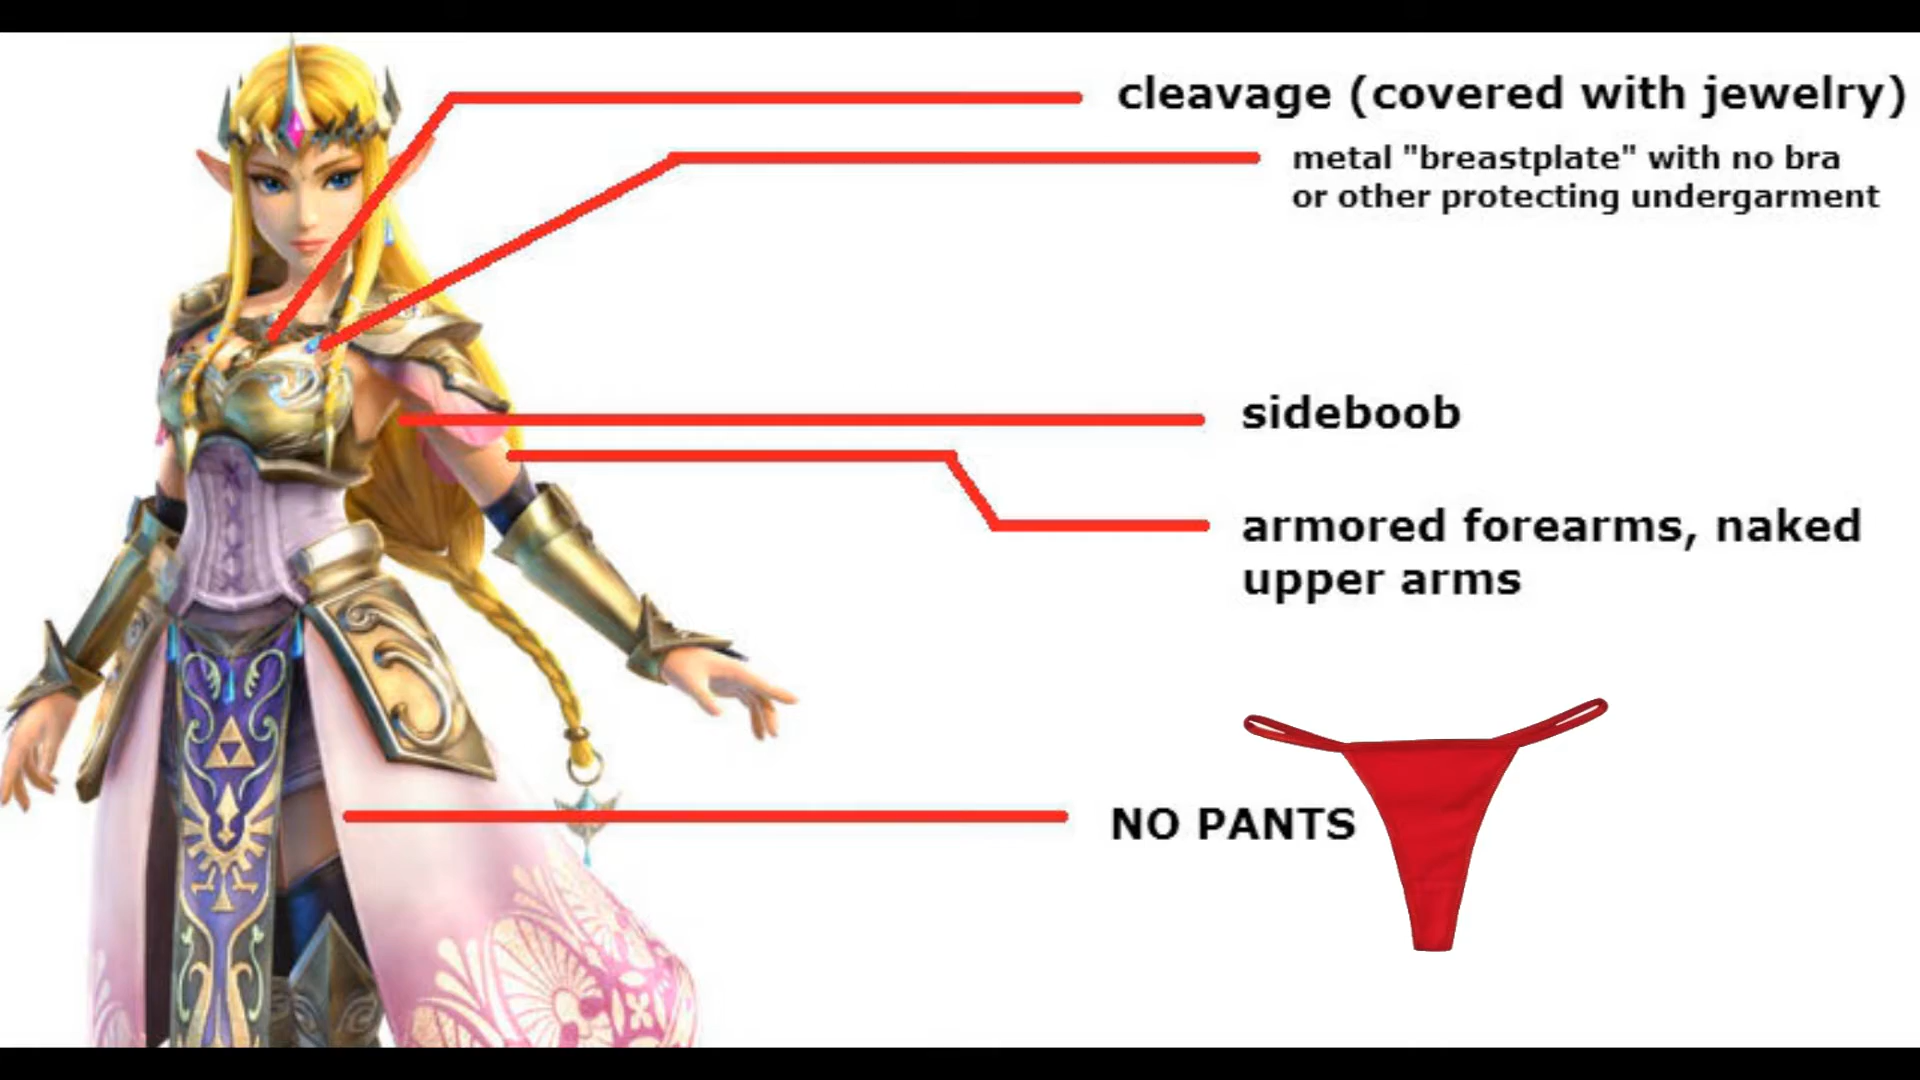 cleavage (covered with jewelry)
metal "breastplate" with no bra
or other protecting undergarment
sideboob
armored forearms, naked
upper arms
NO PANTS